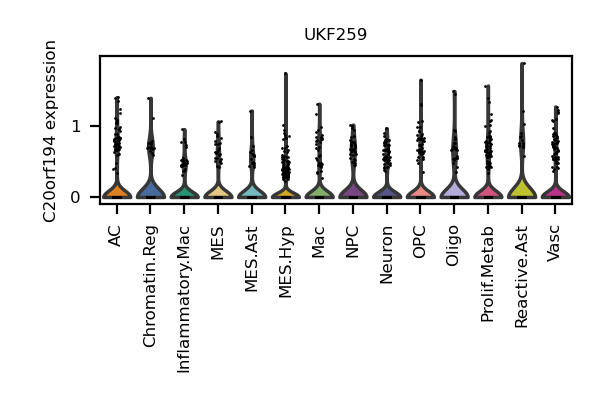 UKF259
C20orf194 expression
1
0
AC
Chromatin.Reg
Inflammatory.Mac
MES
MES.Ast
MES.Hyp
Mac
NPC
Neuron
OPC
Oligo
Prolif.Metab
Reactive.Ast
Vasc